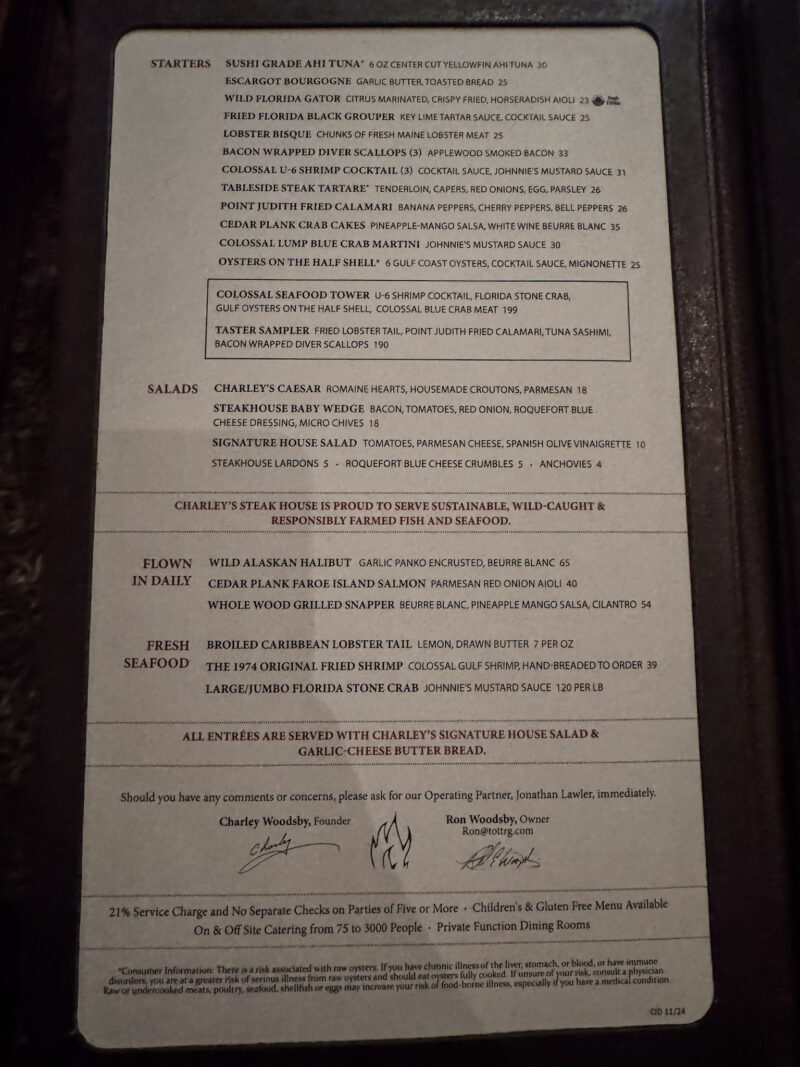 STARTERS SUSHI GRADE AHI TUNA* 6 OZ CENTER CUT YELLOWFIN AHI TUNA 30
ESCARGOT BOURGOGNE GARLIC BUTTER, TOASTED BREAD 25
WILD FLORIDA GATOR CITRUS MARINATED, CRISPY FRIED, HORSERADISH AIOLI 23
FRIED FLORIDA BLACK GROUPER KEY LIME TARTAR SAUCE, COCKTAIL SAUCE 25
LOBSTER BISQUE CHUNKS OF FRESH MAINE LOBSTER MEAT 25
BACON WRAPPED DIVER SCALLOPS (3) APPLEWOOD SMOKED BACON 33
COLOSSAL U-6 SHRIMP COCKTAIL (3) COCKTAIL SAUCE, JOHNNIE'S MUSTARD SAUCE 31
TABLESIDE STEAK TARTARE* TENDERLOIN, CAPERS, RED ONIONS, EGG, PARSLEY 26
POINT JUDITH FRIED CALAMARI BANANA PEPPERS, CHERRY PEPPERS, BELL PEPPERS 26
CEDAR PLANK CRAB CAKES PINEAPPLE-MANGO SALSA, WHITE WINE BEURRE BLANC 35
COLOSSAL LUMP BLUE CRAB MARTINI JOHNNIE'S MUSTARD SAUCE 30
OYSTERS ON THE HALF SHELL* 6 GULF COAST OYSTERS, COCKTAIL SAUCE, MIGNONETTE 25
COLOSSAL SEAFOOD TOWER U-6 SHRIMP COCKTAIL, FLORIDA STONE CRAB,
GULF OYSTERS ON THE HALF SHELL, COLOSSAL BLUE CRAB MEAT 199
TASTER SAMPLER FRIED LOBSTER TAIL, POINT JUDITH FRIED CALAMARI, TUNA SASHIMI,
BACON WRAPPED DIVER SCALLOPS 190
SALADS CHARLEY'S CAESAR ROMAINE HEARTS, HOUSEMADE CROUTONS, PARMESAN 18
STEAKHOUSE BABY WEDGE BACON, TOMATOES, RED ONION, ROQUEFORT BLUE
CHEESE DRESSING, MICRO CHIVES 18
SIGNATURE HOUSE SALAD TOMATOES, PARMESAN CHEESE, SPANISH OLIVE VINAIGRETTE 10
STEAKHOUSE LARDONS 5 · ROQUEFORT BLUE CHEESE CRUMBLES 5 · ANCHOVIES 4
CHARLEY'S STEAK HOUSE IS PROUD TO SERVE SUSTAINABLE, WILD-CAUGHT &
RESPONSIBLY FARMED FISH AND SEAFOOD.
FLOWN WILD ALASKAN HALIBUT GARLIC PANKO ENCRUSTED, BEURRE BLANC 65
IN DAILY CEDAR PLANK FAROE ISLAND SALMON PARMESAN RED ONION AIOLI 40
WHOLE WOOD GRILLED SNAPPER BEURRE BLANC, PINEAPPLE MANGO SALSA, CILANTRO 54
FRESH BROILED CARIBBEAN LOBSTER TAIL LEMON, DRAWN BUTTER 7 PER OZ
SEAFOOD THE 1974 ORIGINAL FRIED SHRIMP COLOSSAL GULF SHRIMP, HAND-BREADED TO ORDER 39
LARGE/JUMBO FLORIDA STONE CRAB JOHNNIE'S MUSTARD SAUCE 120 PER LB
ALL ENTRÉES ARE SERVED WITH CHARLEY'S SIGNATURE HOUSE SALAD &
GARLIC-CHEESE BUTTER BREAD.
Should you have any comments or concerns, please ask for our Operating Partner, Jonathan Lawler, immediately.
Charley Woodsby, Founder Ron Woodsby, Owner
Ron@tottrg.com
21% Service Charge and No Separate Checks on Parties of Five or More · Children's & Gluten Free Menu Available
On & Off Site Catering from 75 to 3000 People · Private Function Dining Rooms
*Consumer Information: There is a risk associated with raw oysters. If you have chronic illness of the liver, stomach, or blood, or have immune
disorders, you are at a greater risk of serious illness from raw oysters and should eat oysters fully cooked. If unsure of your risk, consult a physician
Raw or undercooked meats, poultry, seafood, shellfish or eggs may increase your risk of food-borne illness, especially if you have a medical condition
CID 11/24